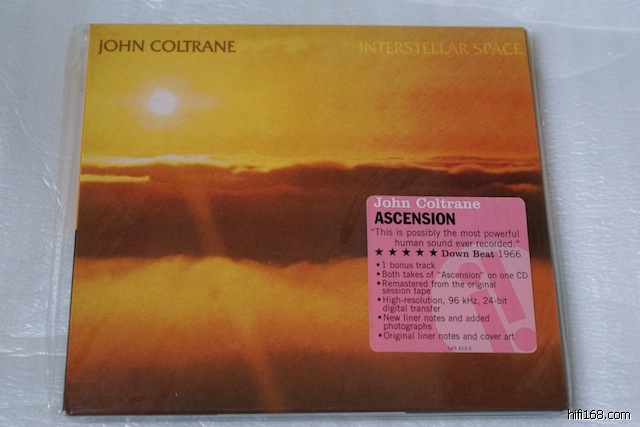 JOHN COLTRANE
INTERSTELLAR SPACE
John Coltrane
ASCENSION
"This is possibly the most powerful
human sound ever recorded."
★ ★ ★ ★ ★ Down Beat 1966
• 1 bonus track
• Both takes of "Ascension" on one CD
• Remastered from the original
session tape
• High-resolution, 96 kHz, 24-bit
digital transfer
• New liner notes and added
photographs
• Original liner notes and cover art
543 413-2
hifi168.com